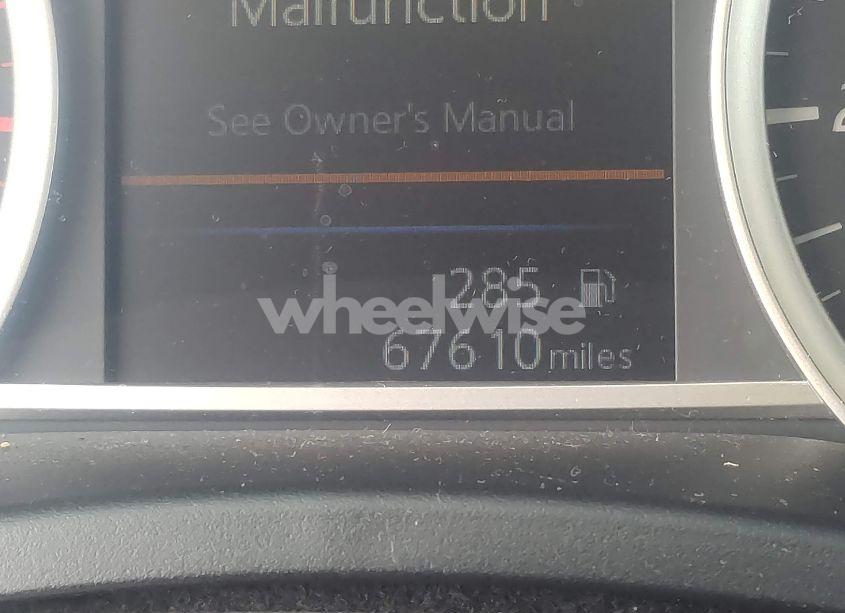 Malfunction
See Owner's Manual
285
wheelwise
67610 miles